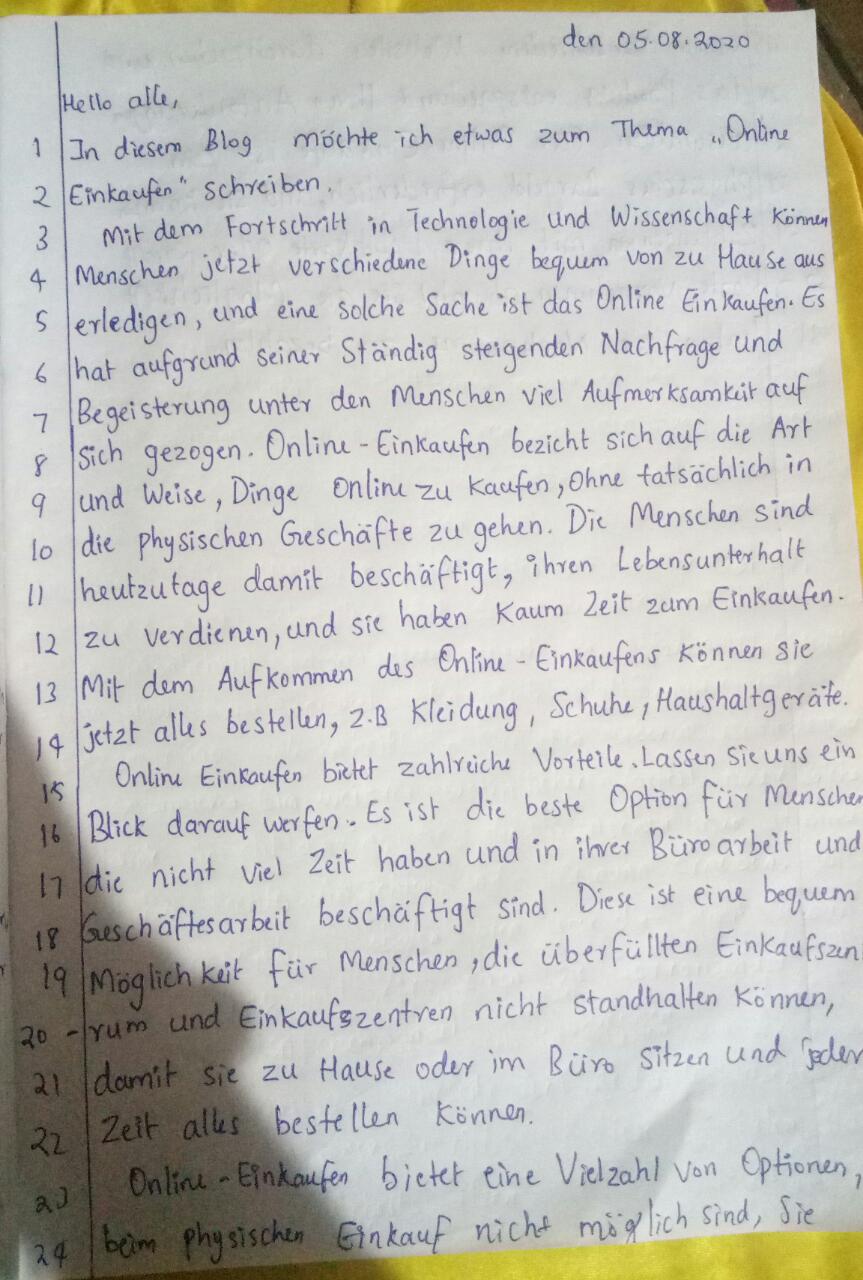 den 05.08.2020
Hello alle,
1 In diesem Blog möchte ich etwas zum Thema „Online
2 Einkaufen" schreiben.
3 Mit dem Fortschritt in Technologie und Wissenschaft können
4 Menschen jetzt verschiedene Dinge bequem von zu Hause aus
5 erledigen, und eine solche Sache ist das Online Einkaufen. Es
6 hat aufgrund seiner Ständig steigenden Nachfrage und
7 Begeisterung unter den Menschen viel Aufmerksamkeit auf
8 sich gezogen. Online-Einkaufen bezicht sich auf die Art
9 und Weise, Dinge Online zu kaufen, ohne tatsächlich in
10 die physischen Geschäfte zu gehen. Die Menschen sind
11 heutzutage damit beschäftigt, ihren Lebensunterhalt
12 zu verdienen, und sie haben kaum Zeit zum Einkaufen.
13 Mit dem Aufkommen des Online-Einkaufens können sie
14 jetzt alles bestellen, z.B Kleidung, Schuhe, Haushaltgeräte.
15 Online Einkaufen bietet zahlreiche Vorteile. Lassen Sie uns ein
16 Blick darauf werfen. Es ist die beste Option für Menschen
17 die nicht viel Zeit haben und in ihrer Büroarbeit und
18 Geschäftesarbeit beschäftigt sind. Diese ist eine bequem
19 Möglichkeit für Menschen, die überfüllten Einkaufszen
20 -rum und Einkaufszentren nicht standhalten können,
21 damit sie zu Hause oder im Büro sitzen und jeder
22 Zeit alles bestellen können.
23 Online-Einkaufen bietet eine Vielzahl von Optionen,
24 beim physischen Einkauf nicht möglich sind, Sie